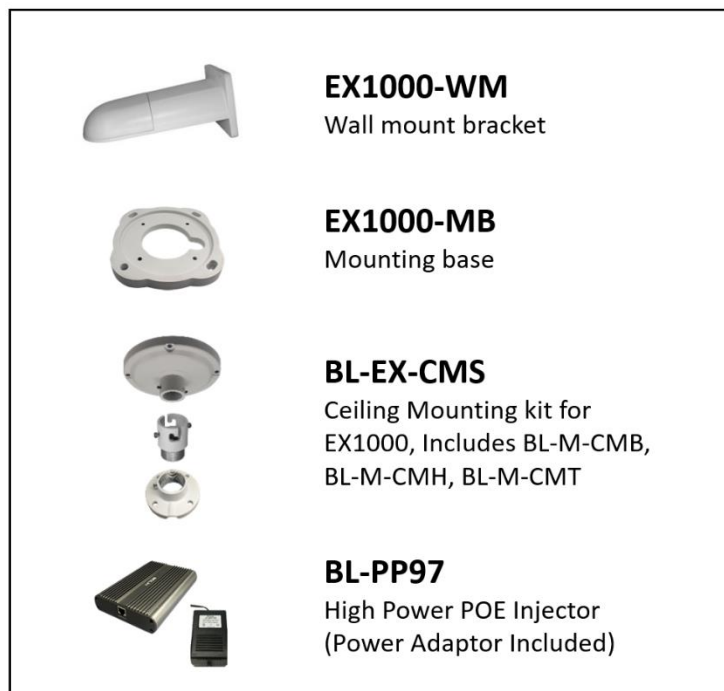 EX1000-WM
Wall mount bracket
EX1000-MB
Mounting base
BL-EX-CMS
Ceiling Mounting kit for
EX1000, Includes BL-M-CMB,
BL-M-CMH, BL-M-CMT
BL-PP97
High Power POE Injector
(Power Adaptor Included)